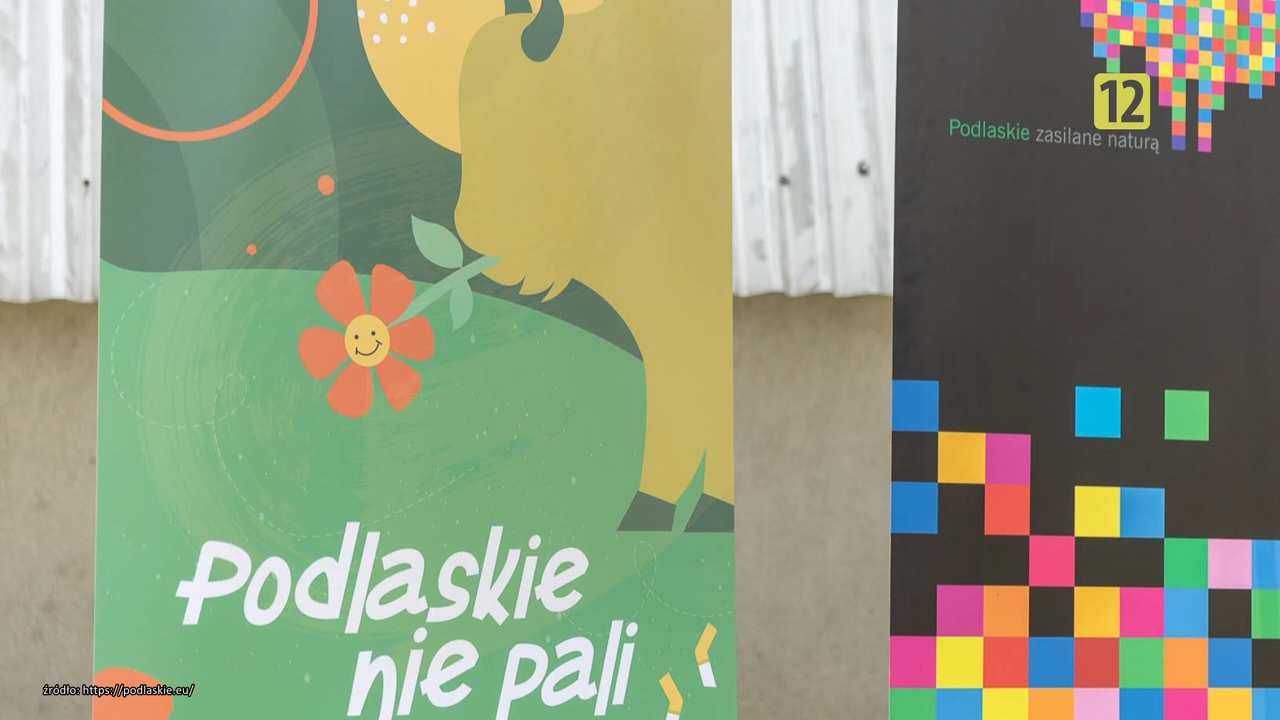 12
Podlaskie zasilane naturą
Podlaskie
nie pali
źródło: https://podlaskie.eu/